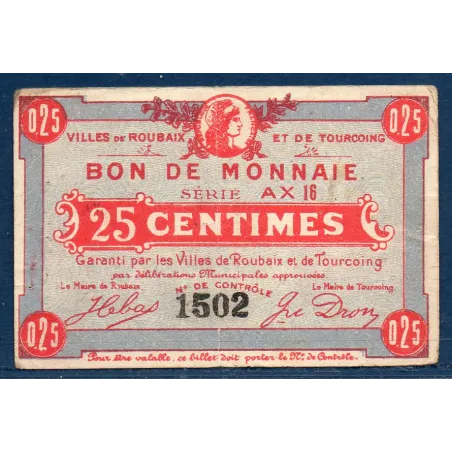 0,25 0,25
VILLES DE ROUBAIX ET DE TOURCOING
BON DE MONNAIE
SÉRIE AX 16
25 CENTIMES
Garanti par les Villes de Roubaix et de Tourcoing
par délibérations Municipales approuvées
Le Maire de Roubaix. Le Maire de Tourcoing.
N° DE CONTRÔLE
1502
H. Lebas G. Dron
0,25 0,25
Pour être valable, ce billet doit porter le N° de Contrôle.